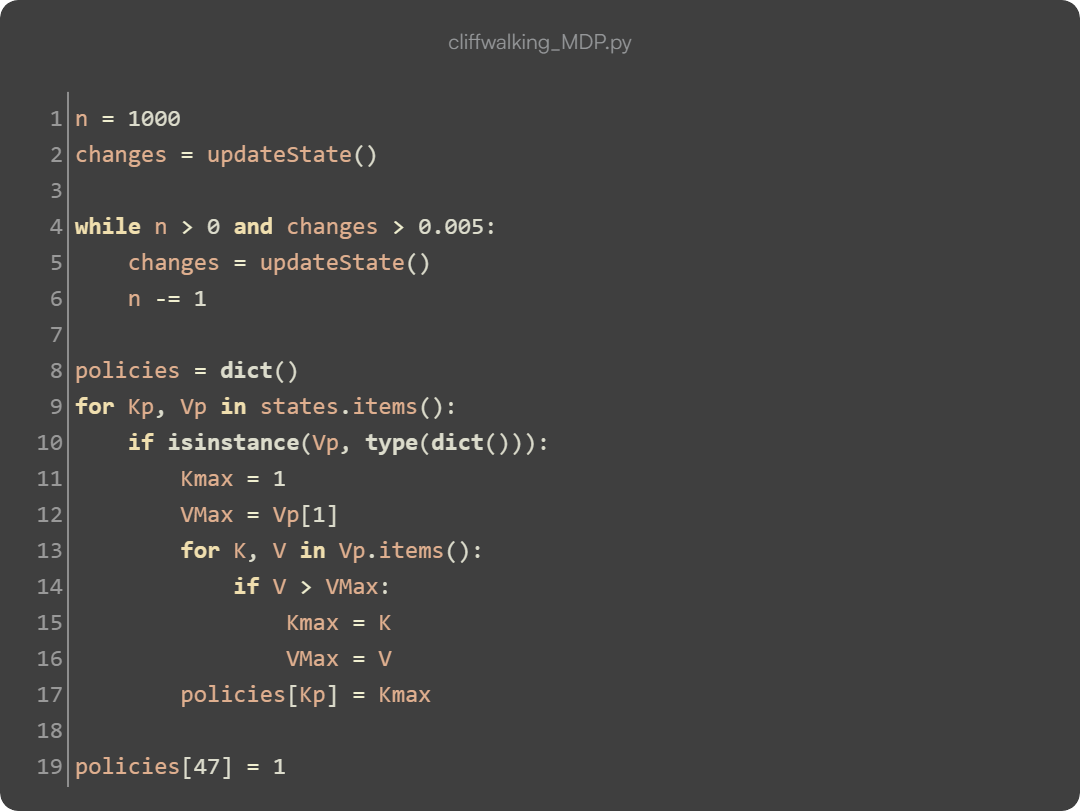 cliffwalking_MDP.py
1 n = 1000
2 changes = updateState()
3
4 while n > 0 and changes > 0.005:
5     changes = updateState()
6     n -= 1
7
8 policies = dict()
9 for Kp, Vp in states.items():
10     if isinstance(Vp, type(dict())):
11         Kmax = 1
12         VMax = Vp[1]
13         for K, V in Vp.items():
14             if V > VMax:
15                 Kmax = K
16                 VMax = V
17         policies[Kp] = Kmax
18
19 policies[47] = 1